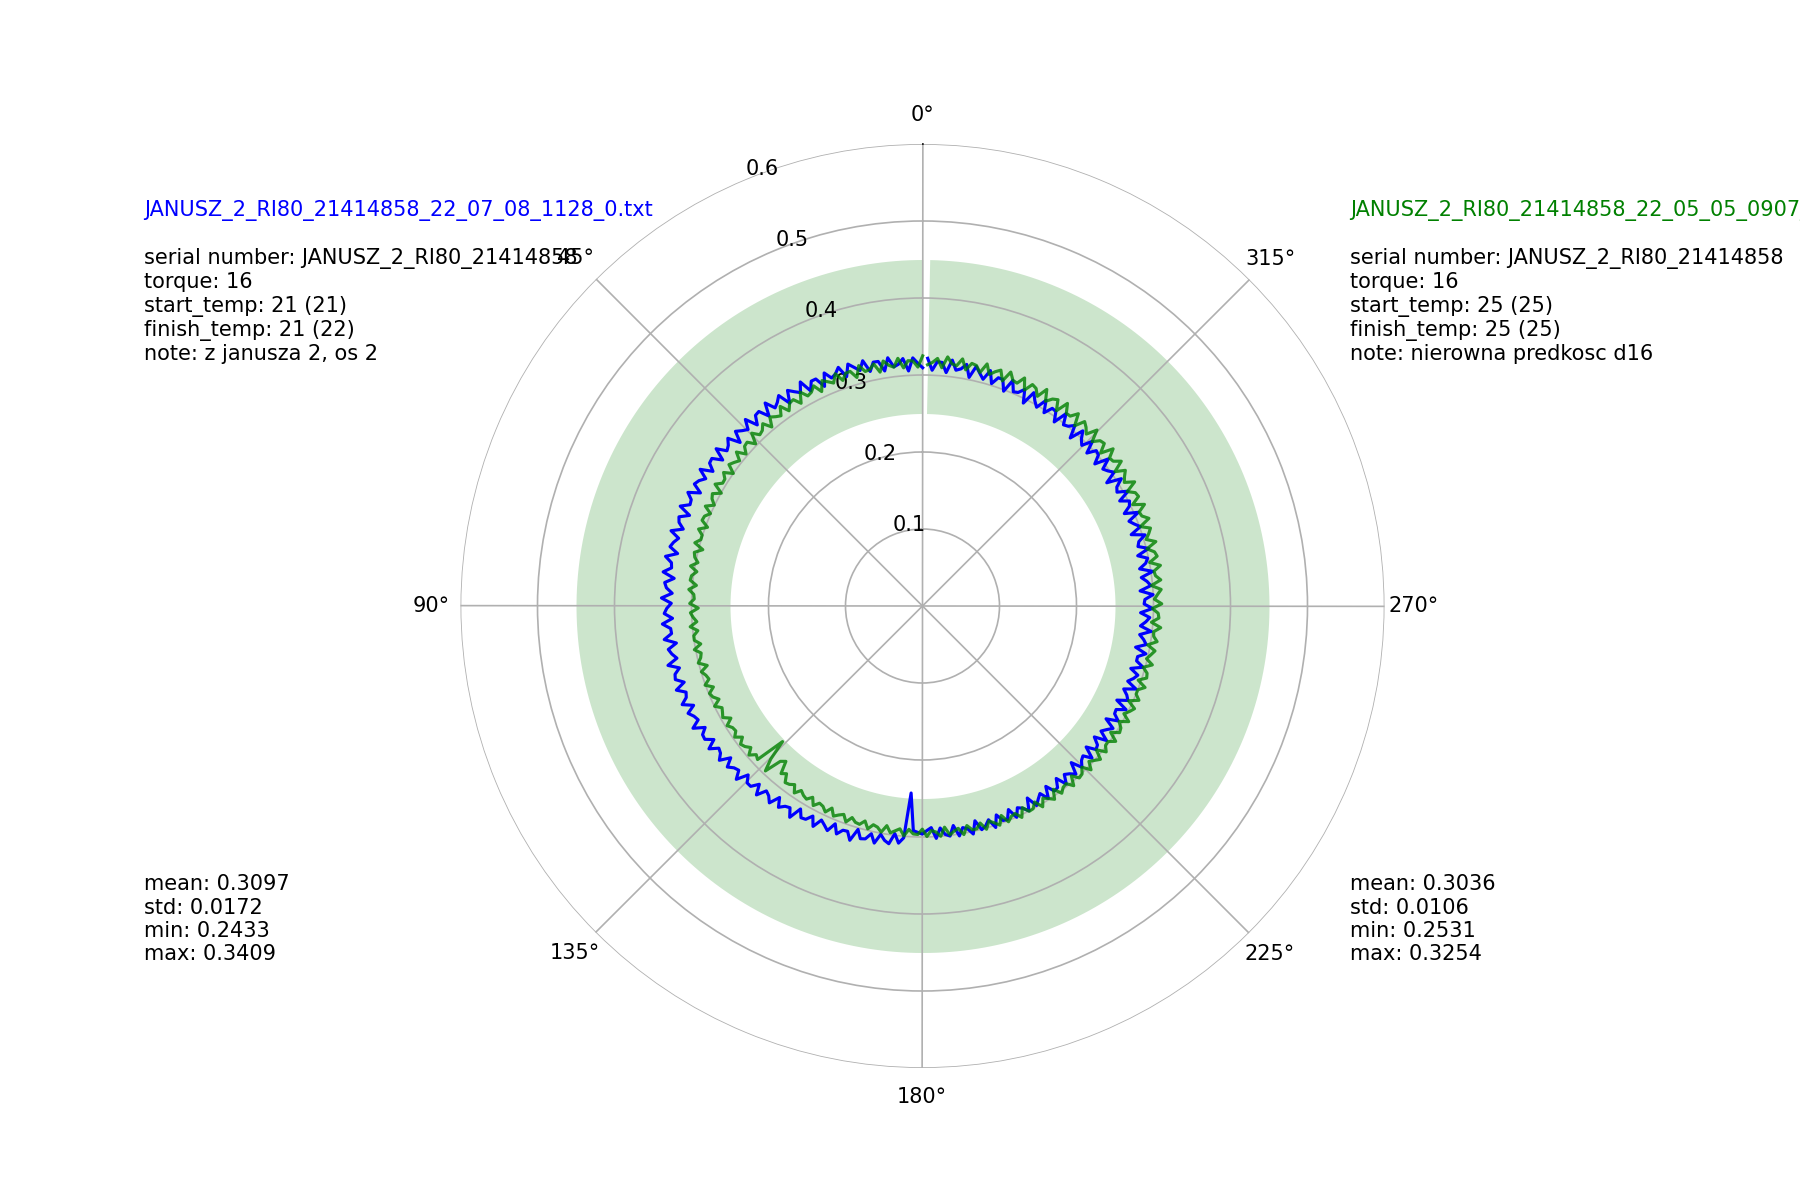 0°
0.6
JANUSZ_2_RI80_21414858_22_07_08_1128_0.txt
JANUSZ_2_RI80_21414858_22_05_05_0907
0.5
serial number: JANUSZ_2_RI80_21414858
45°
315°
serial number: JANUSZ_2_RI80_21414858
torque: 16
torque: 16
start_temp: 21 (21)
0.4
start_temp: 25 (25)
finish_temp: 21 (22)
finish_temp: 25 (25)
note: z janusza 2, os 2
note: nierowna predkosc d16
0.3
0.2
0.1
90°
270°
mean: 0.3097
std: 0.0172
min: 0.2433
max: 0.3409
mean: 0.3036
std: 0.0106
min: 0.2531
max: 0.3254
135°
225°
180°